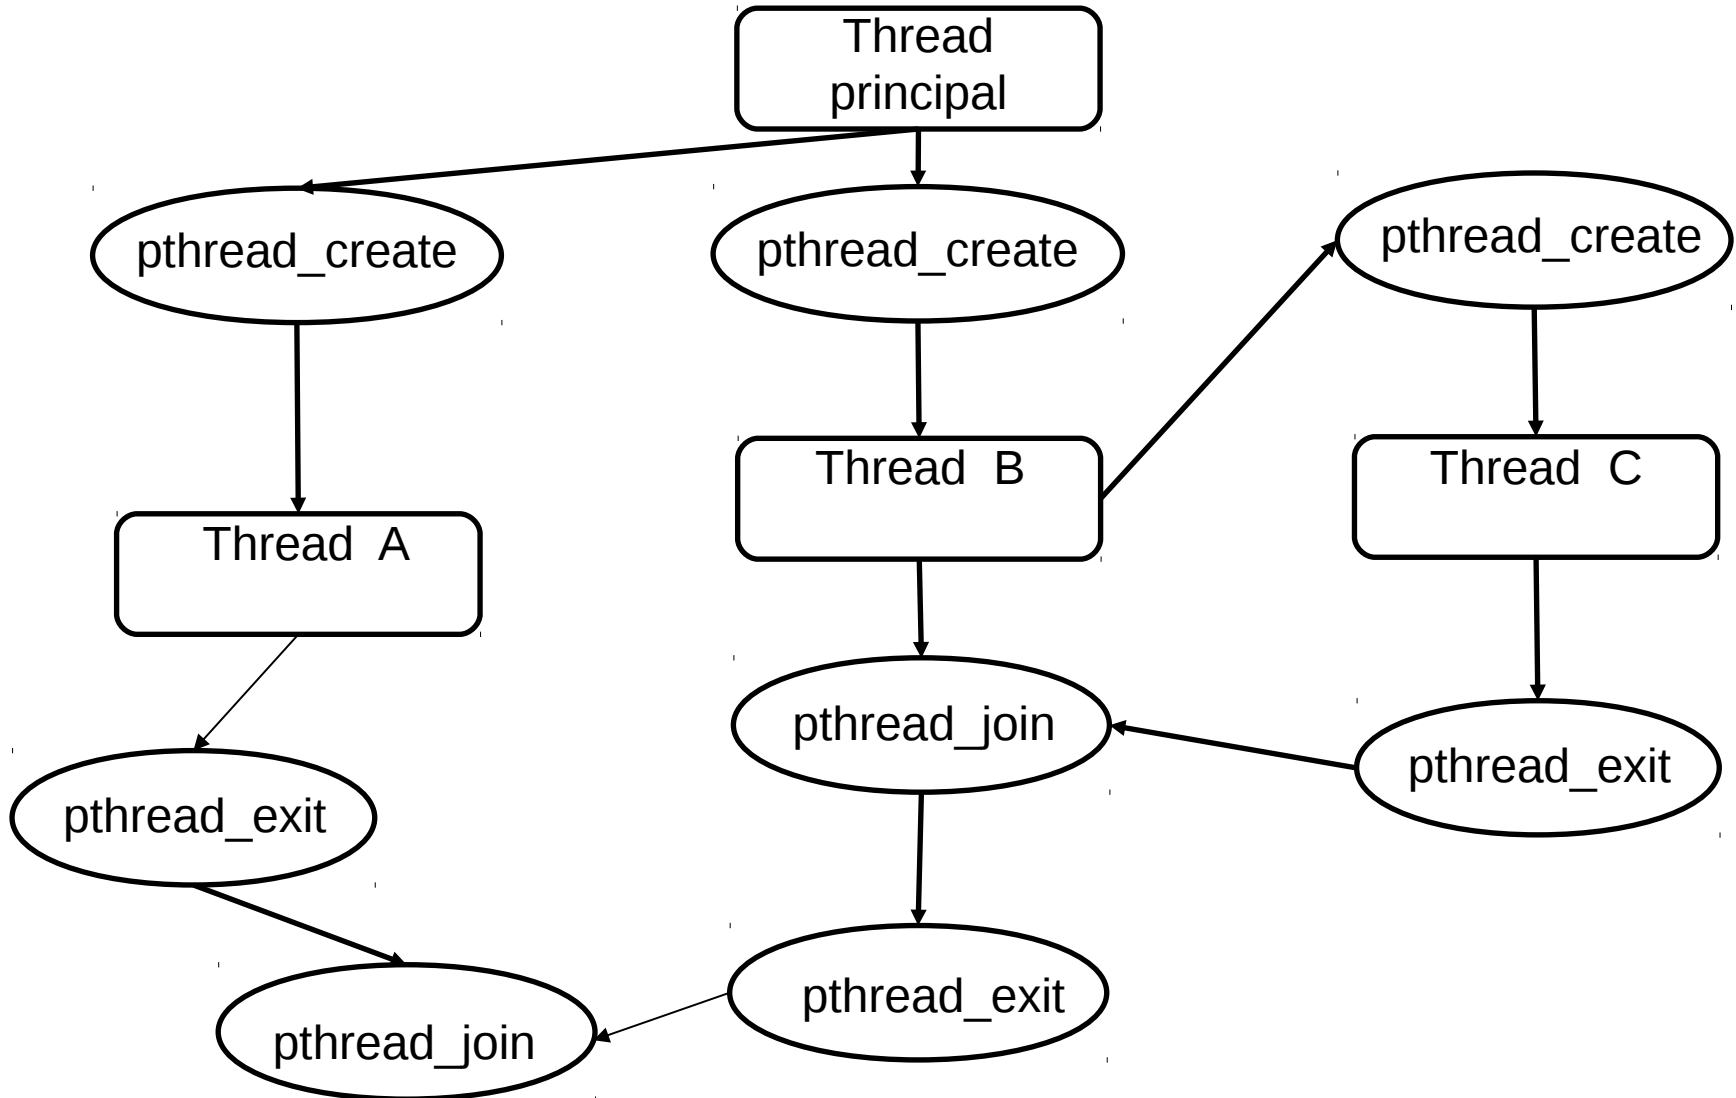 Thread
principal
pthread_create
pthread_create
pthread_create
Thread B
Thread C
Thread A
pthread_join
pthread_exit
pthread_exit
pthread_exit
pthread_join